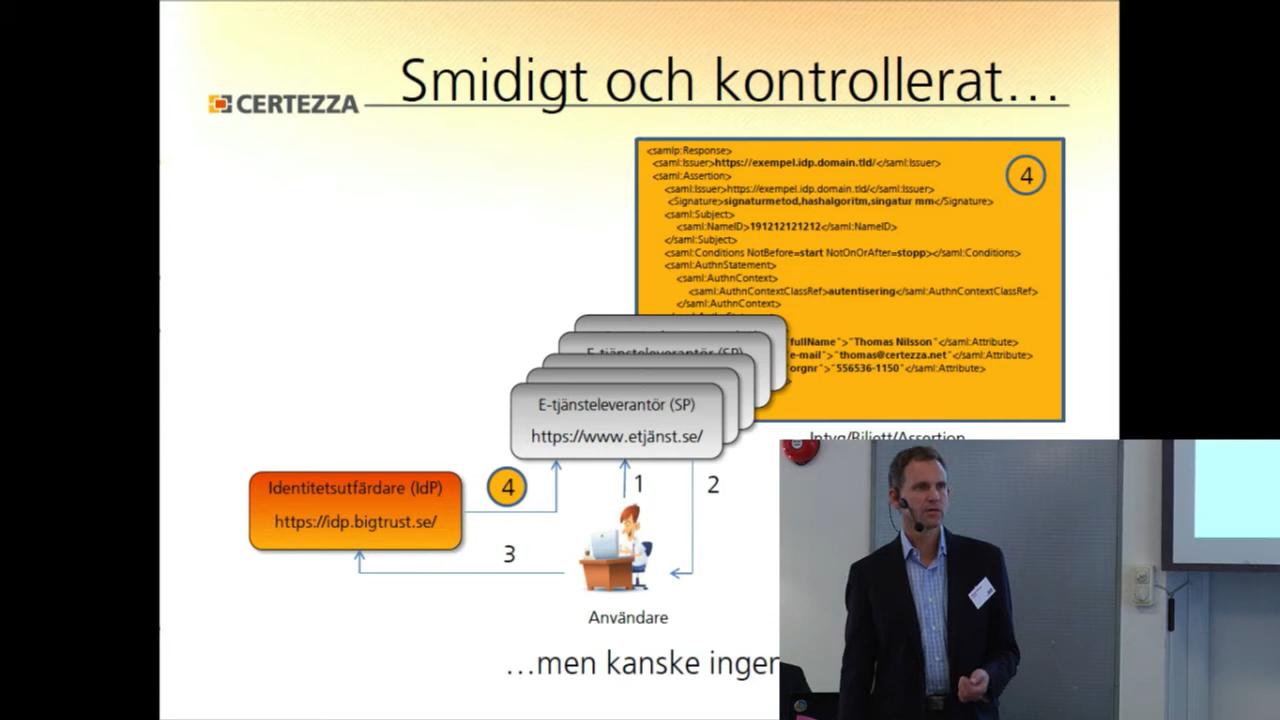 Smidigt och kontrollerat...
CERTEZZA
<samlp:Response>
<saml:Issuer>https://exempel.idp.domain.tld/</saml:Issuer>
<saml:Assertion>
<saml:Issuer>https://exempel.idp.domain.tld/</saml:Issuer>
<Signature>signaturmetod,hashalgoritm,singatur mm</Signature>
<saml:Subject>
<saml:NameID>191212121212</saml:NameID>
</saml:Subject>
<saml:Conditions NotBefore=start NotOnOrAfter=stopp></saml:Conditions>
<saml:AuthnStatement>
<saml:AuthnContext>
<saml:AuthnContextClassRef>autentisering</saml:AuthnContextClassRef>
</saml:AuthnContext>
fullName">"Thomas Nilsson"</saml:Attribute>
e-mail">"thomas@certezza.net"</saml:Attribute>
orgnr">"556536-1150"</saml:Attribute>
4
E-tjänsteleverantör (SP)
E-tjänsteleverantör (SP)
https://www.etjänst.se/
Intyg/Biljett/Assertion
Identitetsutfärdare (IdP)
https://idp.bigtrust.se/
4
1
2
3
Användare
...men kanske inger